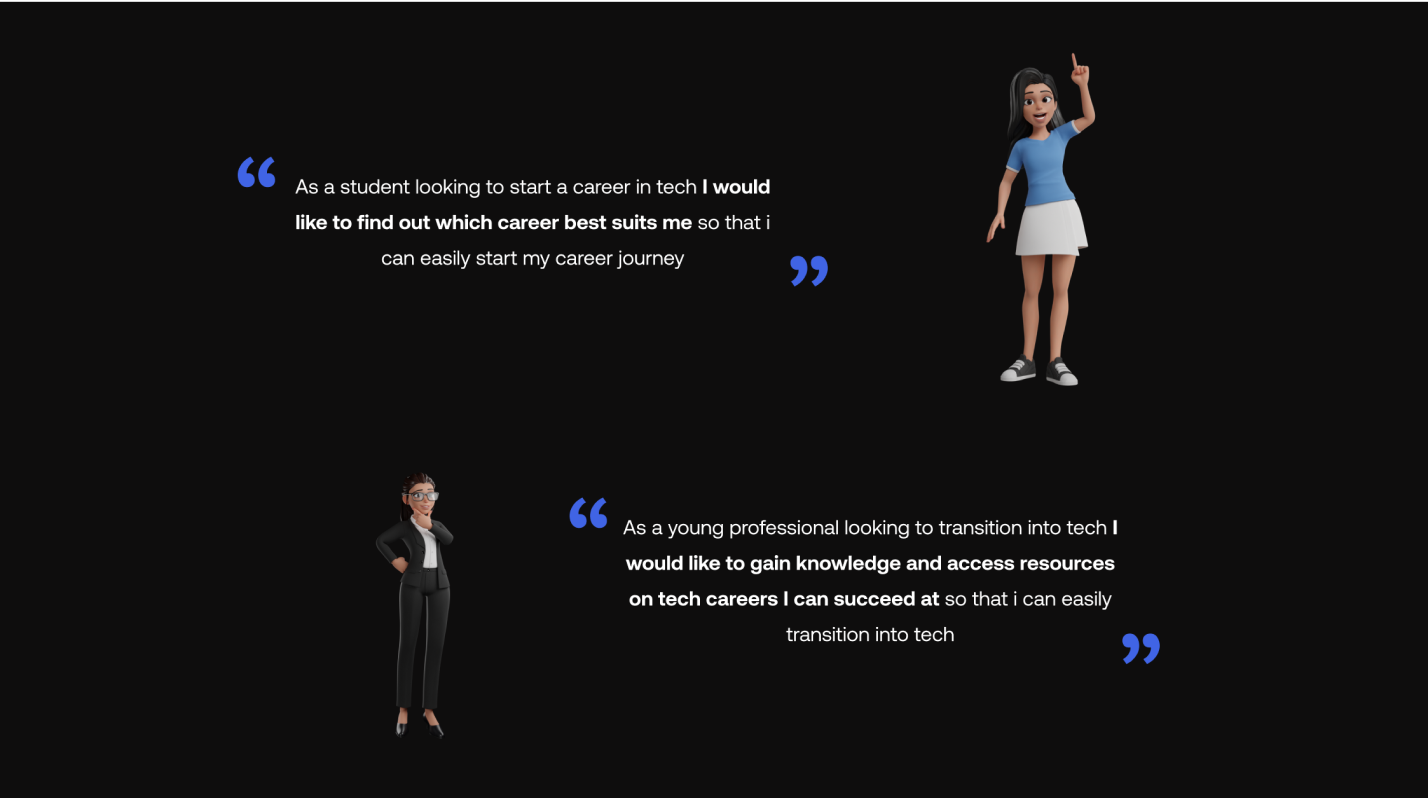 “
As a student looking to start a career in tech I would
like to find out which career best suits me so that i
can easily start my career journey
”
“
As a young professional looking to transition into tech I
would like to gain knowledge and access resources
on tech careers I can succeed at so that i can easily
transition into tech
”